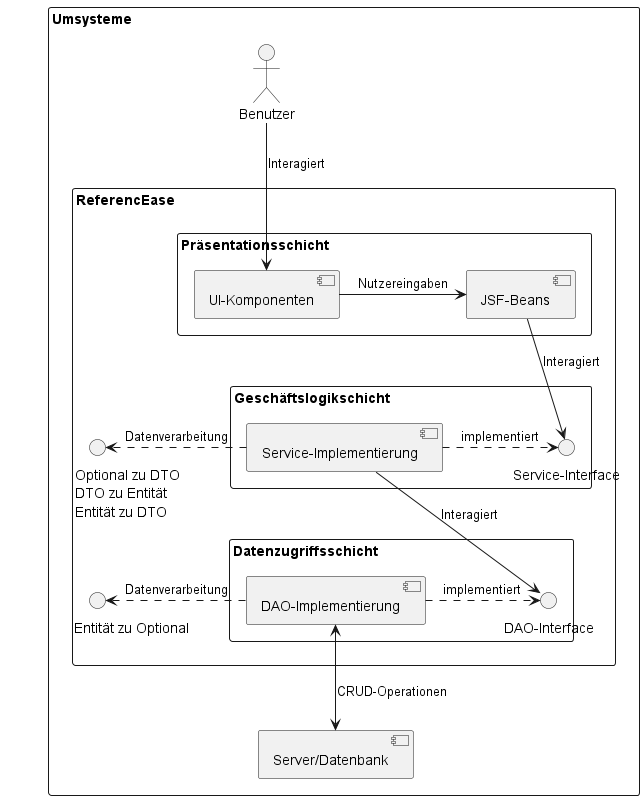 Umsysteme
Benutzer
Interagiert
ReferencEase
Präsentationsschicht
UI-Komponenten
Nutzereingaben
JSF-Beans
Interagiert
Geschäftslogikschicht
Datenverarbeitung
Service-Implementierung
implementiert
Optional zu DTO
DTO zu Entität
Entität zu DTO
Service-Interface
Interagiert
Datenzugriffsschicht
Datenverarbeitung
DAO-Implementierung
implementiert
Entität zu Optional
DAO-Interface
CRUD-Operationen
Server/Datenbank